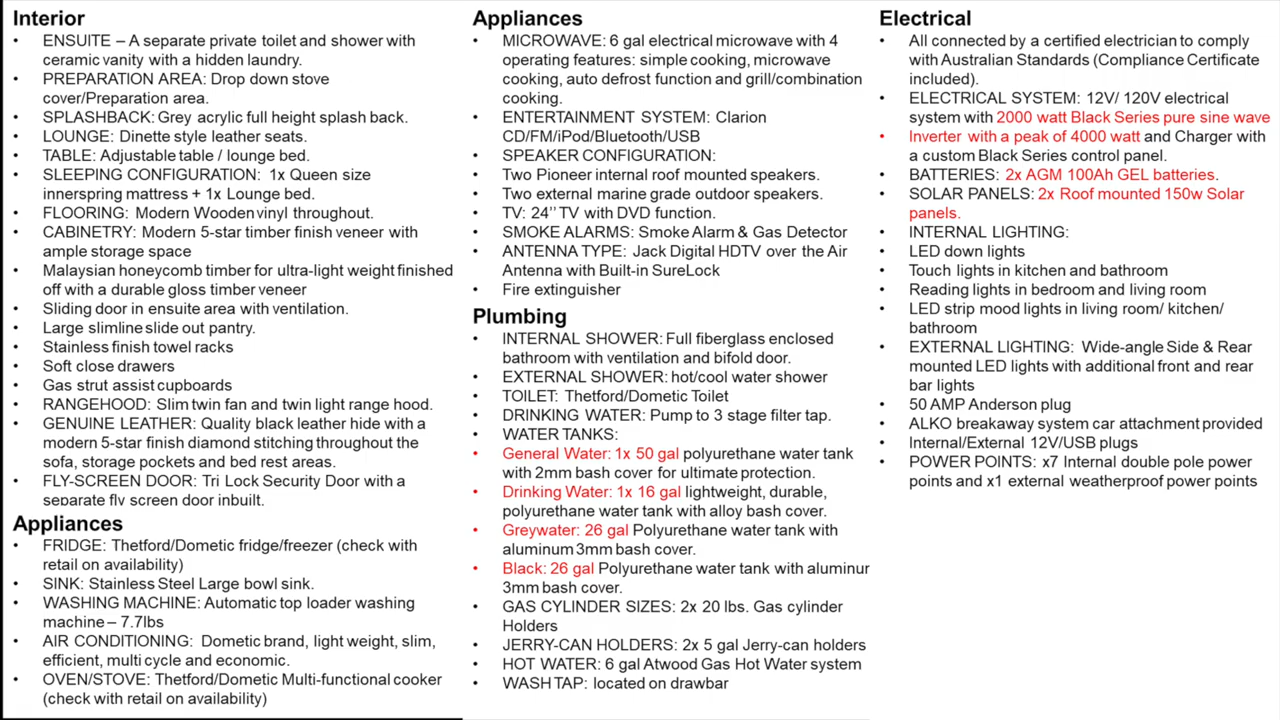 Interior
• ENSUITE – A separate private toilet and shower with
ceramic vanity with a hidden laundry.
• PREPARATION AREA: Drop down stove
cover/Preparation area.
• SPLASHBACK: Grey acrylic full height splash back.
• LOUNGE: Dinette style leather seats.
• TABLE: Adjustable table / lounge bed.
• SLEEPING CONFIGURATION: 1x Queen size
innerspring mattress + 1x Lounge bed.
• FLOORING: Modern Wooden vinyl throughout.
• CABINETRY: Modern 5-star timber finish veneer with
ample storage space
• Malaysian honeycomb timber for ultra-light weight finished
off with a durable gloss timber veneer
• Sliding door in ensuite area with ventilation.
• Large slimline slide out pantry.
• Stainless finish towel racks
• Soft close drawers
• Gas strut assist cupboards
• RANGEHOOD: Slim twin fan and twin light range hood.
• GENUINE LEATHER: Quality black leather hide with a
modern 5-star finish diamond stitching throughout the
sofa, storage pockets and bed rest areas.
• FLY-SCREEN DOOR: Tri Lock Security Door with a
separate fly screen door inbuilt.
Appliances
• FRIDGE: Thetford/Dometic fridge/freezer (check with
retail on availability)
• SINK: Stainless Steel Large bowl sink.
• WASHING MACHINE: Automatic top loader washing
machine – 7.7lbs
• AIR CONDITIONING: Dometic brand, light weight, slim,
efficient, multi cycle and economic.
• OVEN/STOVE: Thetford/Dometic Multi-functional cooker
(check with retail on availability)
Appliances
• MICROWAVE: 6 gal electrical microwave with 4
operating features: simple cooking, microwave
cooking, auto defrost function and grill/combination
cooking.
• ENTERTAINMENT SYSTEM: Clarion
CD/FM/iPod/Bluetooth/USB
• SPEAKER CONFIGURATION:
• Two Pioneer internal roof mounted speakers.
• Two external marine grade outdoor speakers.
• TV: 24’’ TV with DVD function.
• SMOKE ALARMS: Smoke Alarm & Gas Detector
• ANTENNA TYPE: Jack Digital HDTV over the Air
Antenna with Built-in SureLock
• Fire extinguisher
Plumbing
• INTERNAL SHOWER: Full fiberglass enclosed
bathroom with ventilation and bifold door.
• EXTERNAL SHOWER: hot/cool water shower
• TOILET: Thetford/Dometic Toilet
• DRINKING WATER: Pump to 3 stage filter tap.
• WATER TANKS:
• General Water: 1x 50 gal polyurethane water tank
with 2mm bash cover for ultimate protection.
• Drinking Water: 1x 16 gal lightweight, durable,
polyurethane water tank with alloy bash cover.
• Greywater: 26 gal Polyurethane water tank with
aluminum 3mm bash cover.
• Black: 26 gal Polyurethane water tank with aluminur
3mm bash cover.
• GAS CYLINDER SIZES: 2x 20 lbs. Gas cylinder
Holders
• JERRY-CAN HOLDERS: 2x 5 gal Jerry-can holders
• HOT WATER: 6 gal Atwood Gas Hot Water system
• WASH TAP: located on drawbar
Electrical
• All connected by a certified electrician to comply
with Australian Standards (Compliance Certificate
included).
• ELECTRICAL SYSTEM: 12V/ 120V electrical
system with 2000 watt Black Series pure sine wave
• Inverter with a peak of 4000 watt and Charger with
a custom Black Series control panel.
• BATTERIES: 2x AGM 100Ah GEL batteries.
• SOLAR PANELS: 2x Roof mounted 150w Solar
panels.
• INTERNAL LIGHTING:
• LED down lights
• Touch lights in kitchen and bathroom
• Reading lights in bedroom and living room
• LED strip mood lights in living room/ kitchen/
bathroom
• EXTERNAL LIGHTING: Wide-angle Side & Rear
mounted LED lights with additional front and rear
bar lights
• 50 AMP Anderson plug
• ALKO breakaway system car attachment provided
• Internal/External 12V/USB plugs
• POWER POINTS: x7 Internal double pole power
points and x1 external weatherproof power points